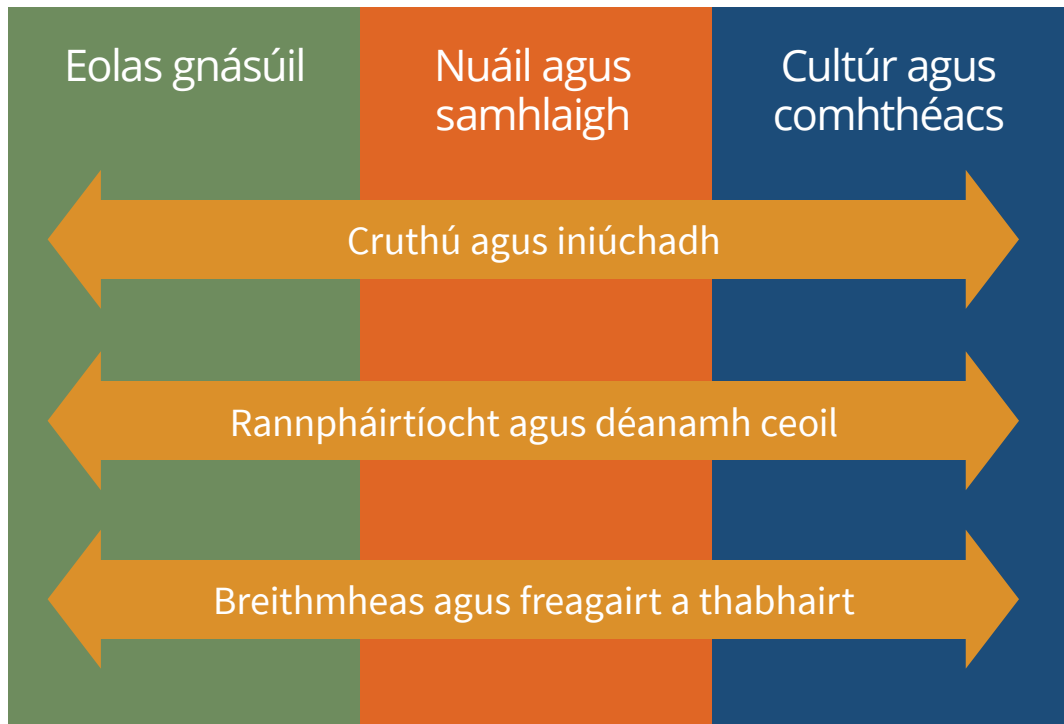 Eolas gnásúil
Nuáil agus
samhlaigh
Cultúr agus
comhthéacs
Cruthú agus iniúchadh
Rannpháirtíocht agus déanamh ceoil
Breithmheas agus freagairt a thabhairt